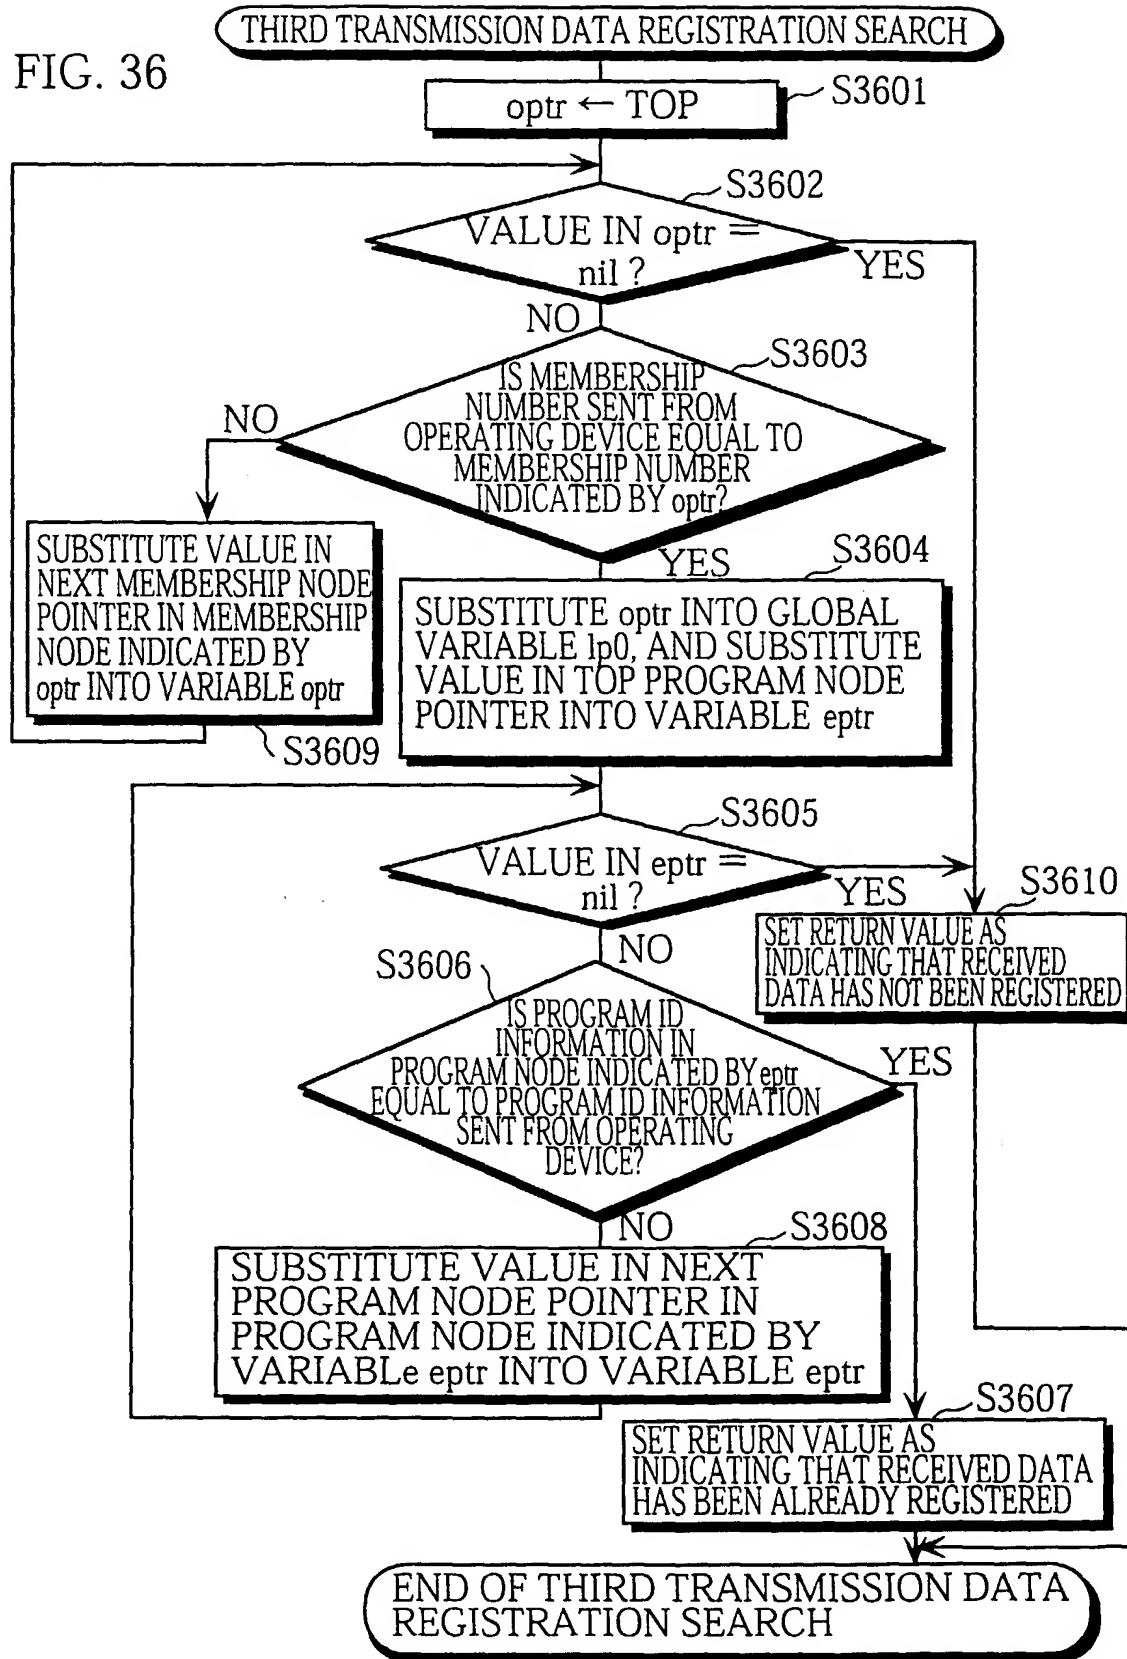 THIRD TRANSMISSION DATA REGISTRATION SEARCH
FIG. 36
optr ← TOP
S3601
S3602
VALUE IN optr =
nil ?
YES
NO
S3603
IS MEMBERSHIP
NUMBER SENT FROM
OPERATING DEVICE EQUAL TO
MEMBERSHIP NUMBER
INDICATED BY optr?
NO
YES
SUBSTITUTE VALUE IN
NEXT MEMBERSHIP NODE
POINTER IN MEMBERSHIP
NODE INDICATED BY
optr INTO VARIABLE optr
S3609
S3604
SUBSTITUTE optr INTO GLOBAL
VARIABLE lp0, AND SUBSTITUTE
VALUE IN TOP PROGRAM NODE
POINTER INTO VARIABLE eptr
S3605
VALUE IN eptr =
nil ?
YES
NO
S3610
SET RETURN VALUE AS
INDICATING THAT RECEIVED
DATA HAS NOT BEEN REGISTERED
S3606
IS PROGRAM ID
INFORMATION IN
PROGRAM NODE INDICATED BY eptr
EQUAL TO PROGRAM ID INFORMATION
SENT FROM OPERATING
DEVICE?
YES
NO
S3608
SUBSTITUTE VALUE IN NEXT
PROGRAM NODE POINTER IN
PROGRAM NODE INDICATED BY
VARIABLe eptr INTO VARIABLE eptr
S3607
SET RETURN VALUE AS
INDICATING THAT RECEIVED DATA
HAS BEEN ALREADY REGISTERED
END OF THIRD TRANSMISSION DATA
REGISTRATION SEARCH